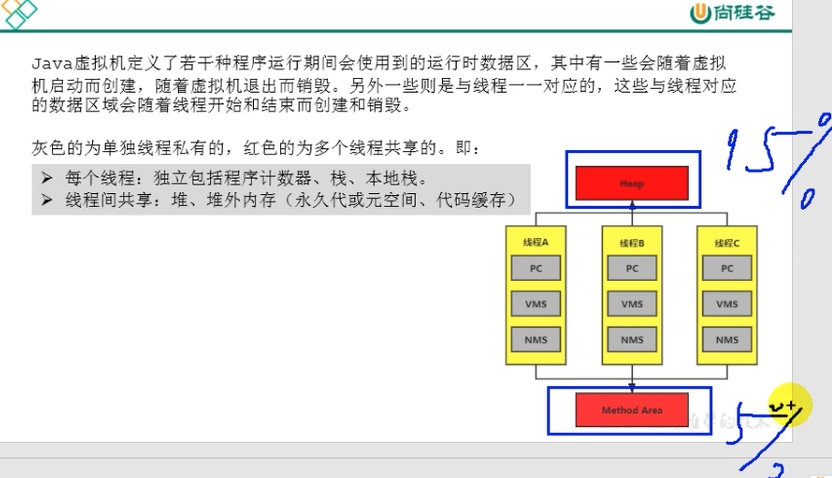 尚硅谷
Java虚拟机定义了若干种程序运行期间会使用到的运行时数据区，其中有一些会随着虚拟
机启动而创建，随着虚拟机退出而销毁。另外一些则是与线程一一对应的，这些与线程对应
的数据区域会随着线程开始和结束而创建和销毁。
灰色的为单独线程私有的，红色的为多个线程共享的。即：
➤ 每个线程：独立包括程序计数器、栈、本地栈。
➤ 线程间共享：堆、堆外内存（永久代或元空间、代码缓存）
95%
Heap
线程A 线程B 线程C
PC PC PC
VMS VMS VMS
NMS NMS NMS
Method Area
5%
的技术